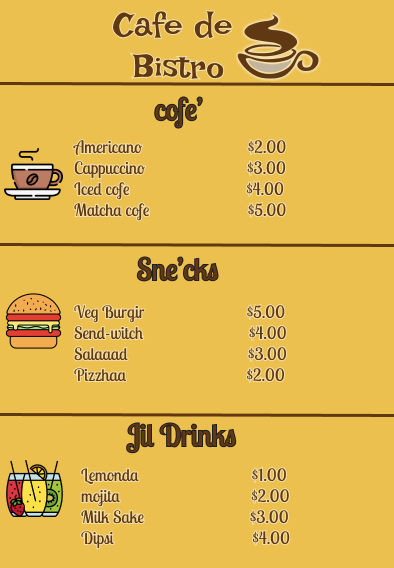 Cafe de
Bistro
cofe'
Americano $2.00
Cappuccino $3.00
Iced cofe $4.00
Matcha cofe $5.00
Sne'cks
Veg Burgir $5.00
Send-witch $4.00
Salaaad $3.00
Pizzhaa $2.00
Jil Drinks
Lemonda $1.00
mojita $2.00
Milk Sake $3.00
Dipsi $4.00